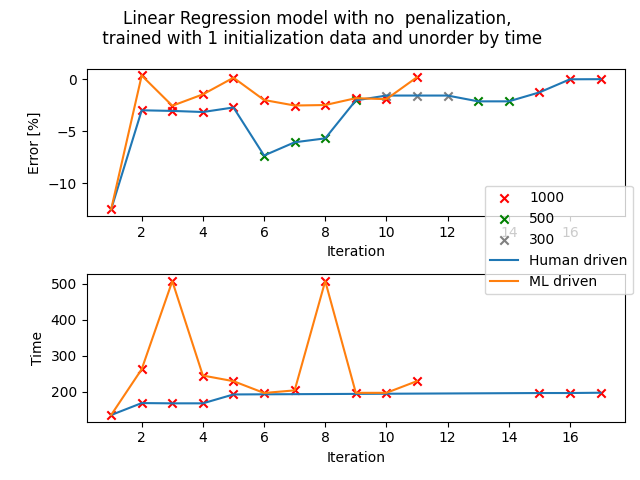 Linear Regression model with no  penalization,
trained with 1 initialization data and unorder by time
Error [%]
0
−5
−10
2 4 6 8 10 12 14 16
Iteration
1000
500
300
Human driven
ML driven
Time
500
400
300
200
2 4 6 8 10 12 14 16
Iteration